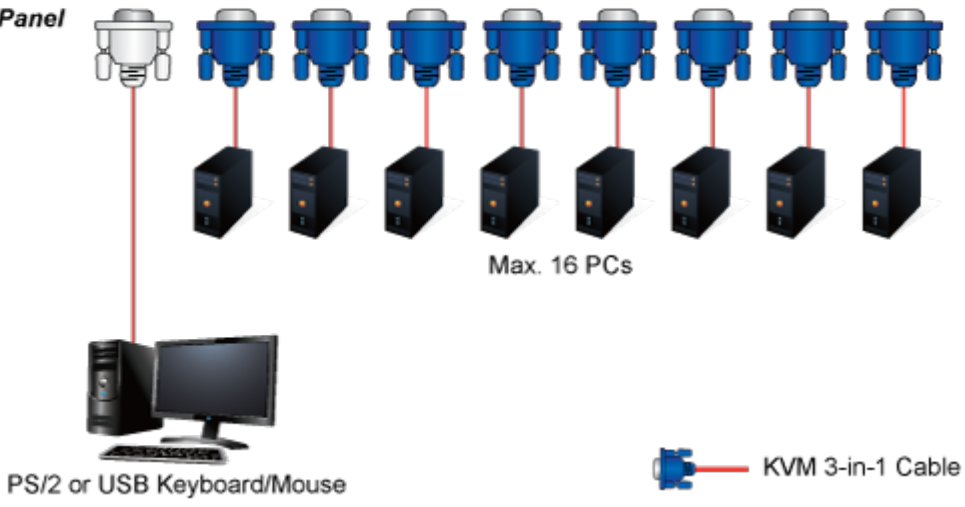 Panel
Max. 16 PCs
PS/2 or USB Keyboard/Mouse
KVM 3-in-1 Cable